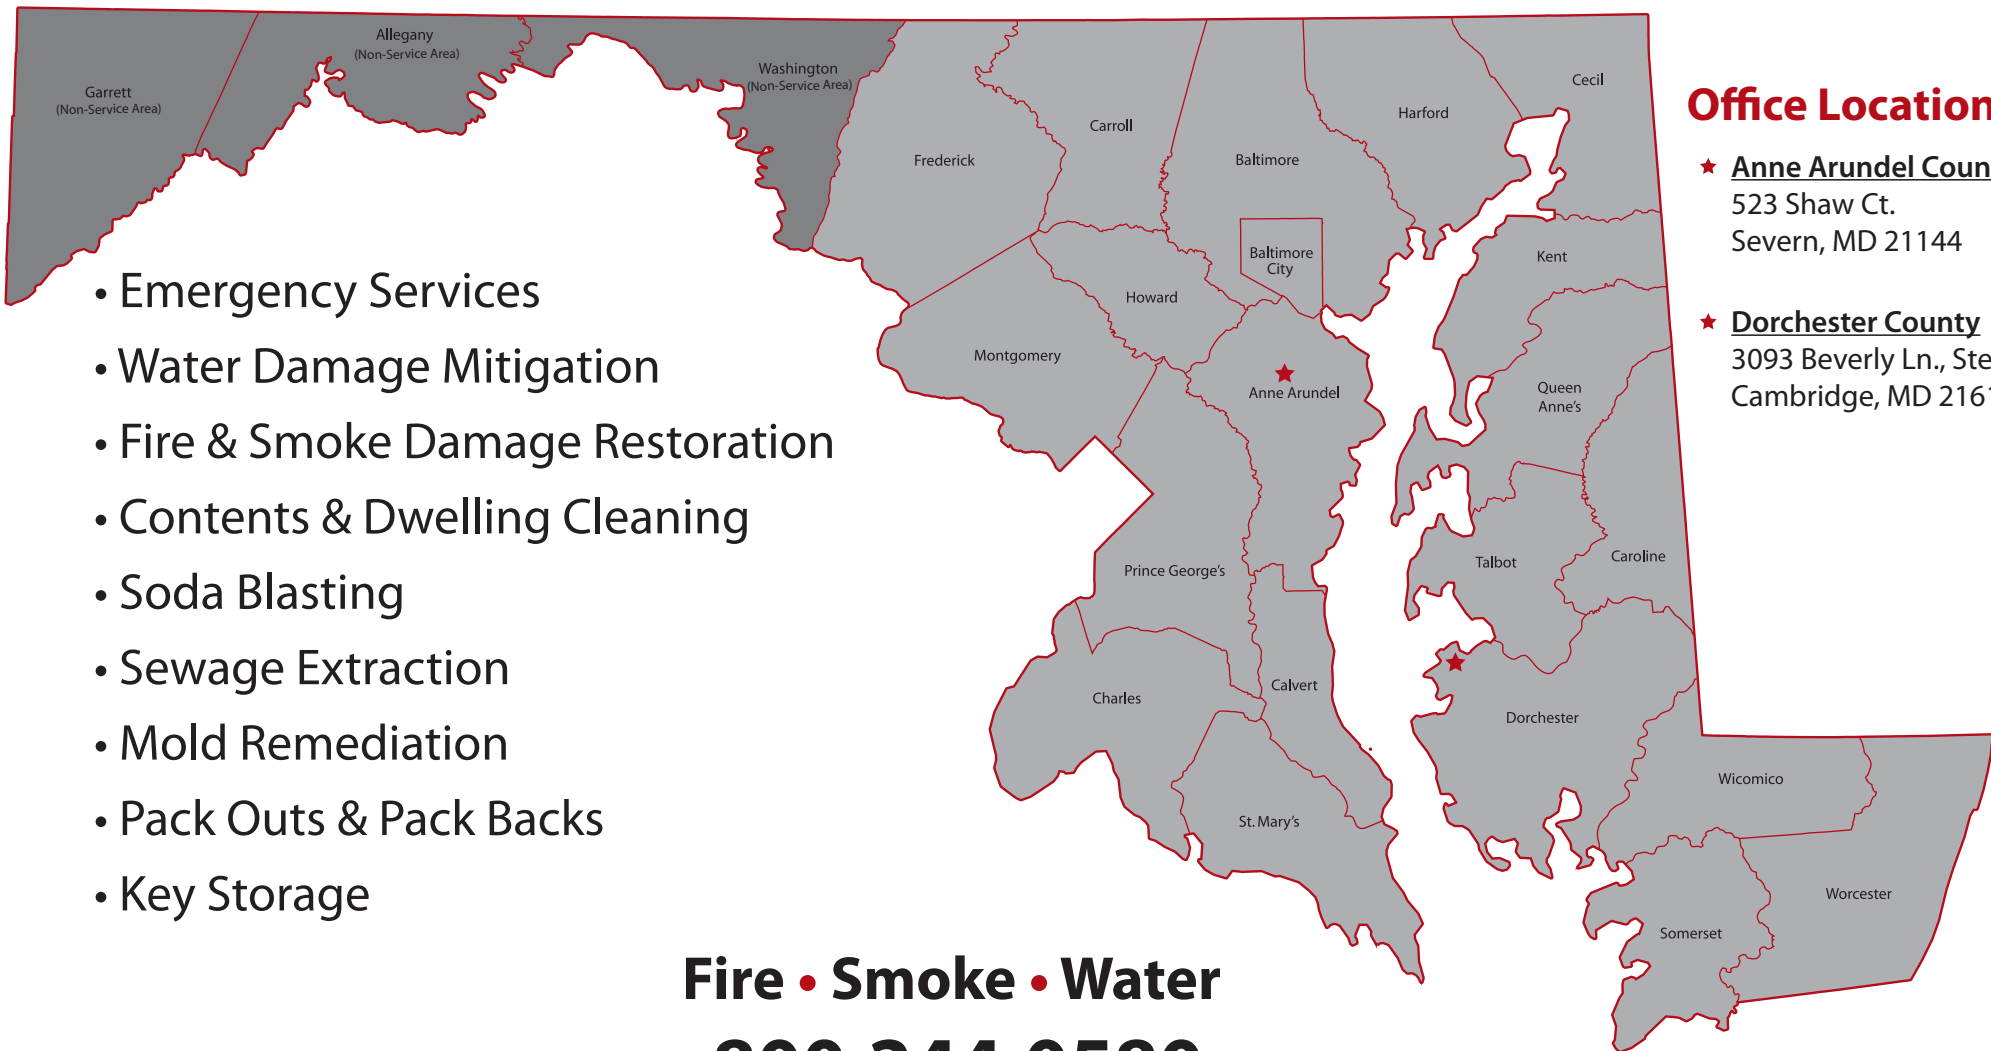 Allegany
(Non-Service Area)
Garrett
(Non-Service Area)
Washington
(Non-Service Area)
Frederick
Carroll
Baltimore
Harford
Cecil
Baltimore
City
Kent
Howard
Montgomery
Anne Arundel
Queen
Anne's
Prince George's
Talbot
Caroline
Charles
Calvert
Dorchester
St. Mary's
Wicomico
Worcester
Somerset
Office Location
★ Anne Arundel Coun
523 Shaw Ct.
Severn, MD 21144
★ Dorchester County
3093 Beverly Ln., Ste
Cambridge, MD 2161
• Emergency Services
• Water Damage Mitigation
• Fire & Smoke Damage Restoration
• Contents & Dwelling Cleaning
• Soda Blasting
• Sewage Extraction
• Mold Remediation
• Pack Outs & Pack Backs
• Key Storage
Fire • Smoke • Water